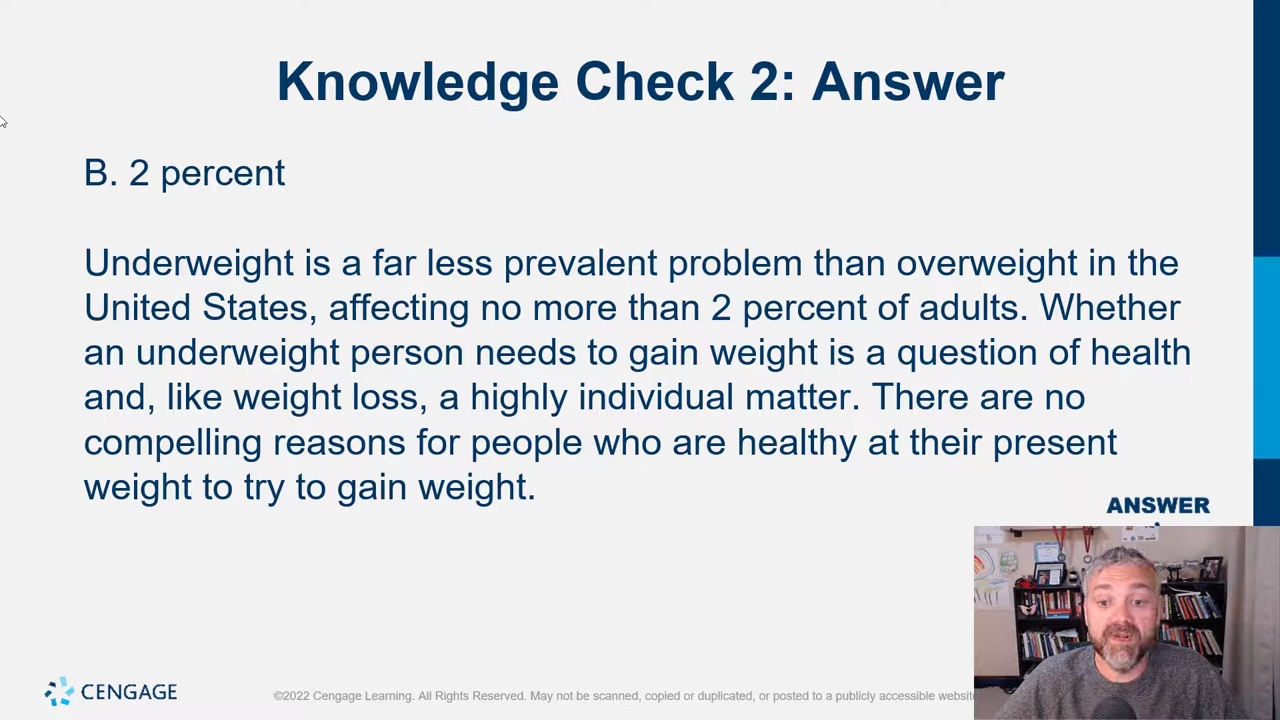 Knowledge Check 2: Answer
B. 2 percent
Underweight is a far less prevalent problem than overweight in the
United States, affecting no more than 2 percent of adults. Whether
an underweight person needs to gain weight is a question of health
and, like weight loss, a highly individual matter. There are no
compelling reasons for people who are healthy at their present
weight to try to gain weight.
ANSWER
CENGAGE
©2022 Cengage Learning. All Rights Reserved. May not be scanned, copied or duplicated, or posted to a publicly accessible